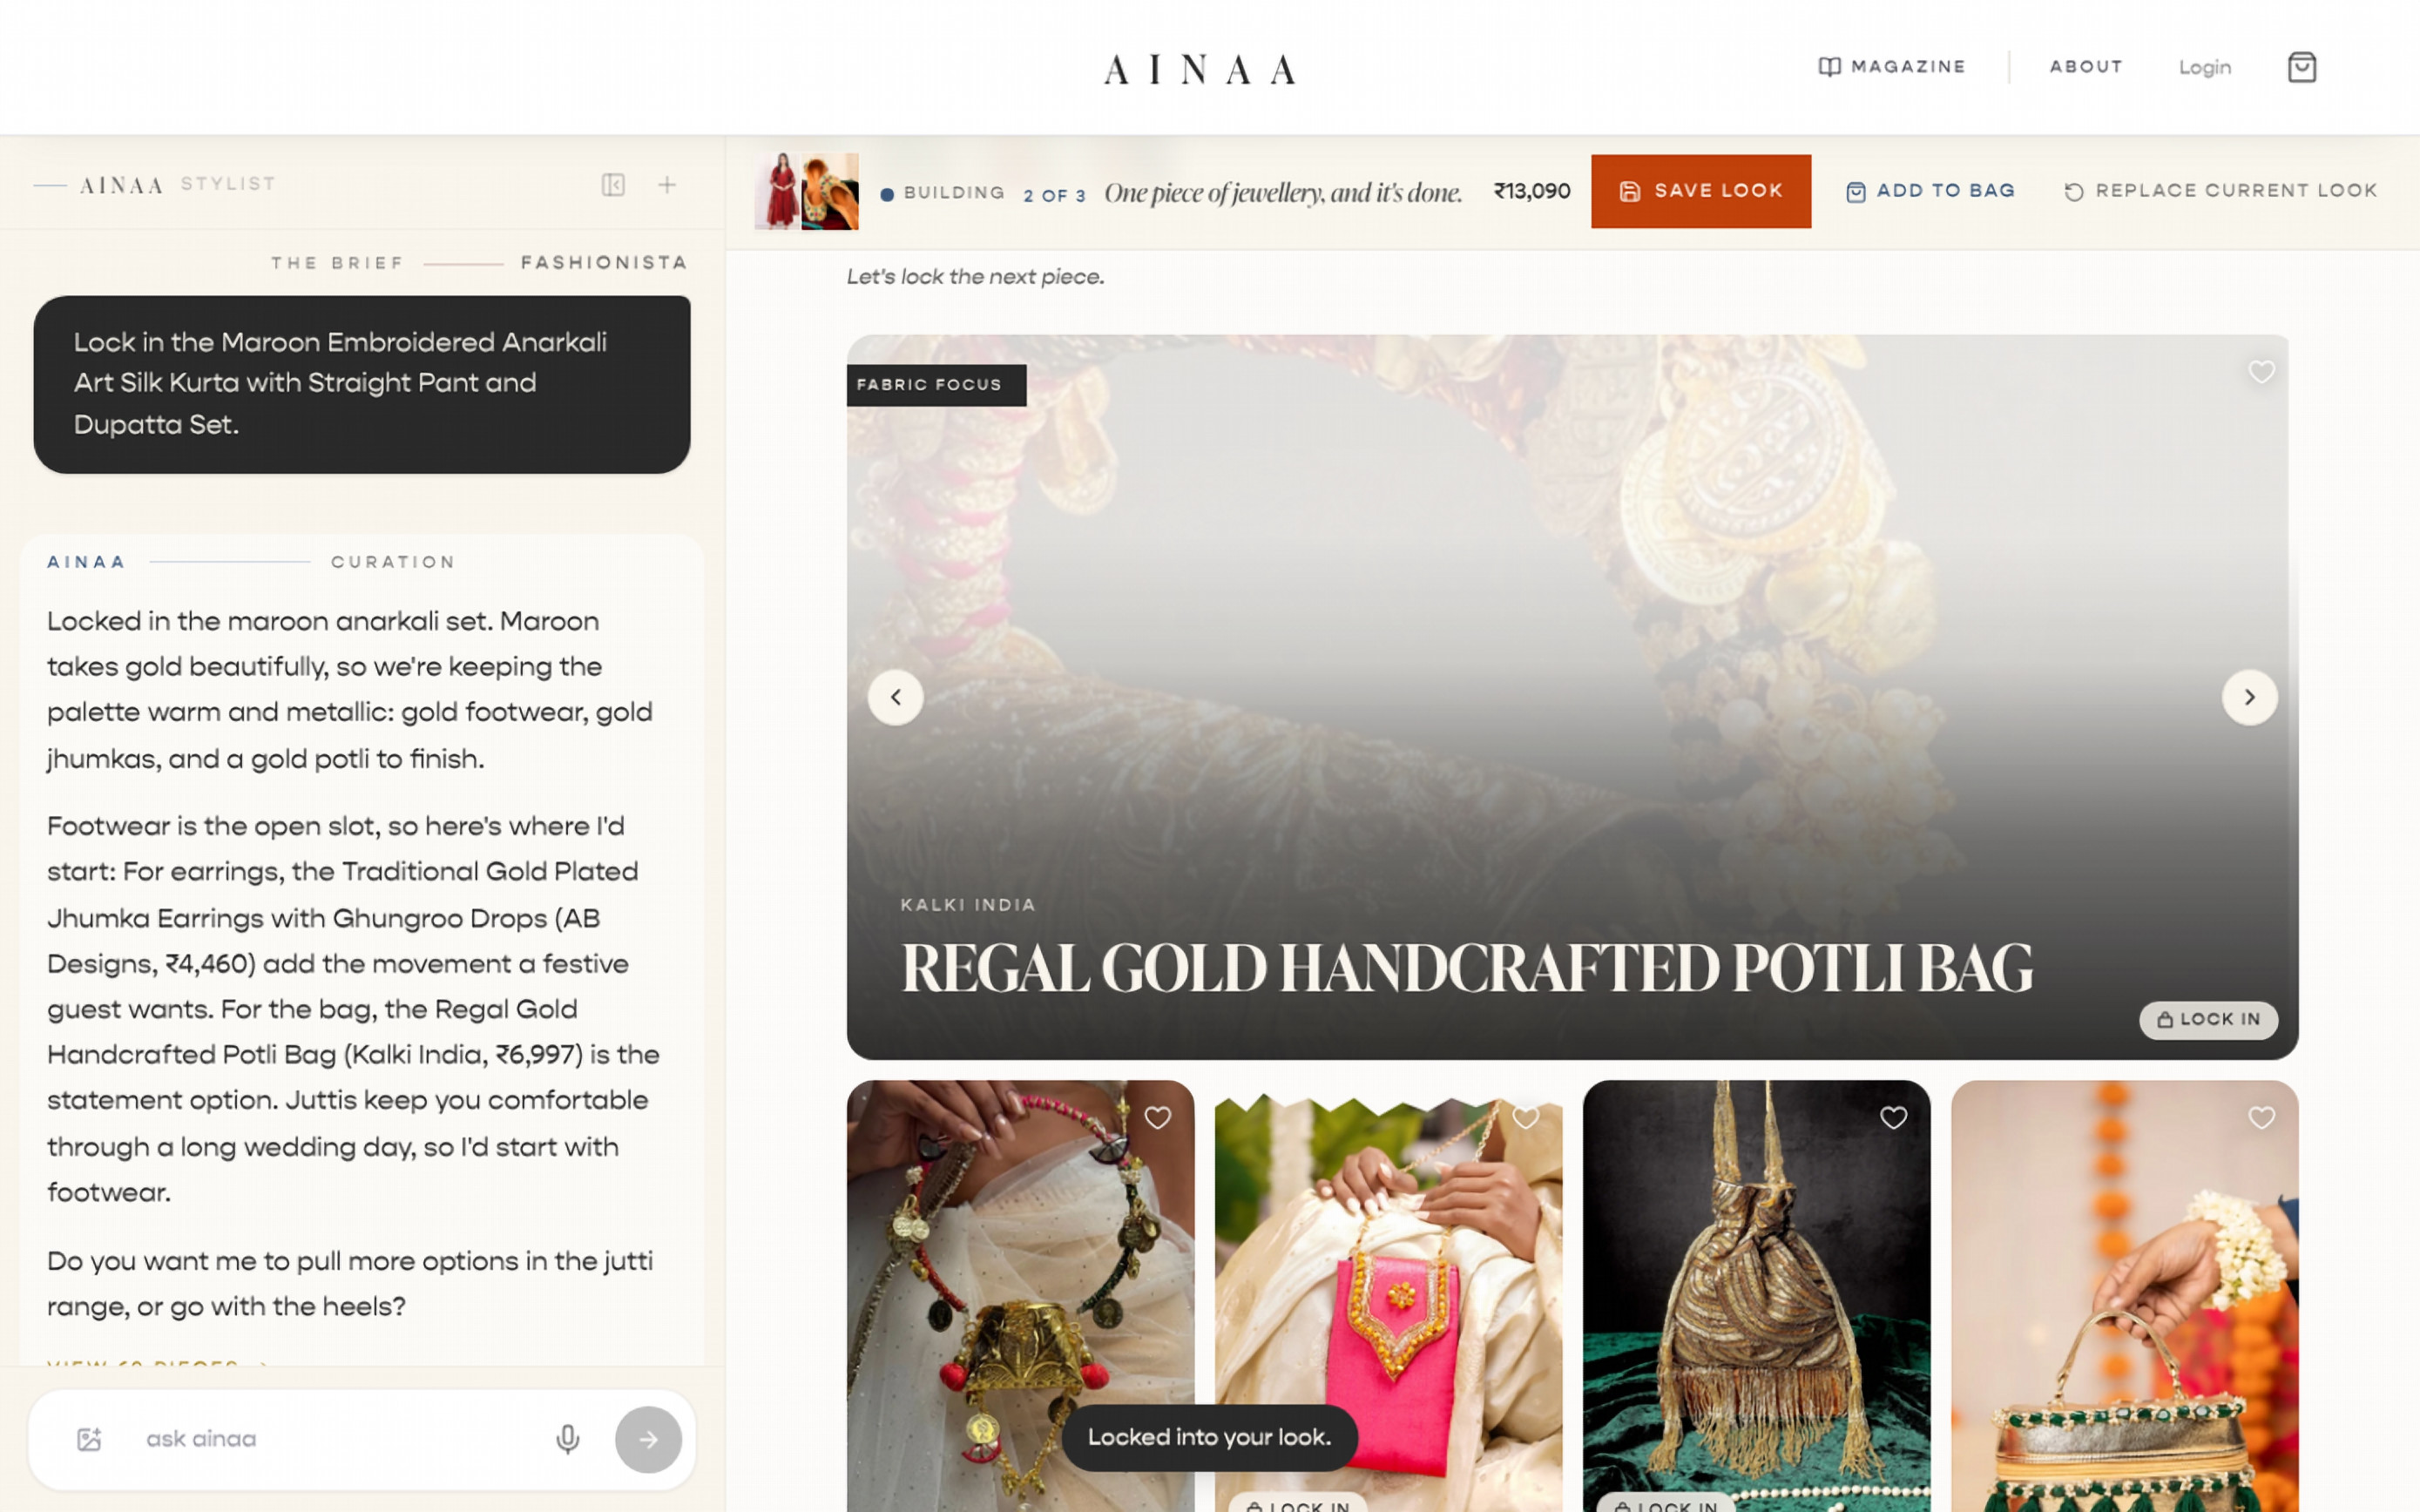 AINAA
MAGAZINE
ABOUT
Login
AINAA STYLIST
BUILDING 2 OF 3 One piece of jewellery, and it's done. ₹13,090 SAVE LOOK ADD TO BAG REPLACE CURRENT LOOK
THE BRIEF FASHIONISTA
Lock in the Maroon Embroidered Anarkali
Art Silk Kurta with Straight Pant and
Dupatta Set.
AINAA CURATION
Locked in the maroon anarkali set. Maroon
takes gold beautifully, so we're keeping the
palette warm and metallic: gold footwear, gold
jhumkas, and a gold potli to finish.
Footwear is the open slot, so here's where I'd
start: For earrings, the Traditional Gold Plated
Jhumka Earrings with Ghungroo Drops (AB
Designs, ₹4,460) add the movement a festive
guest wants. For the bag, the Regal Gold
Handcrafted Potli Bag (Kalki India, ₹6,997) is the
statement option. Juttis keep you comfortable
through a long wedding day, so I'd start with
footwear.
Do you want me to pull more options in the jutti
range, or go with the heels?
ask ainaa
Let's lock the next piece.
FABRIC FOCUS
KALKI INDIA
REGAL GOLD HANDCRAFTED POTLI BAG
LOCK IN
Locked into your look.
LOCK IN
LOCK IN